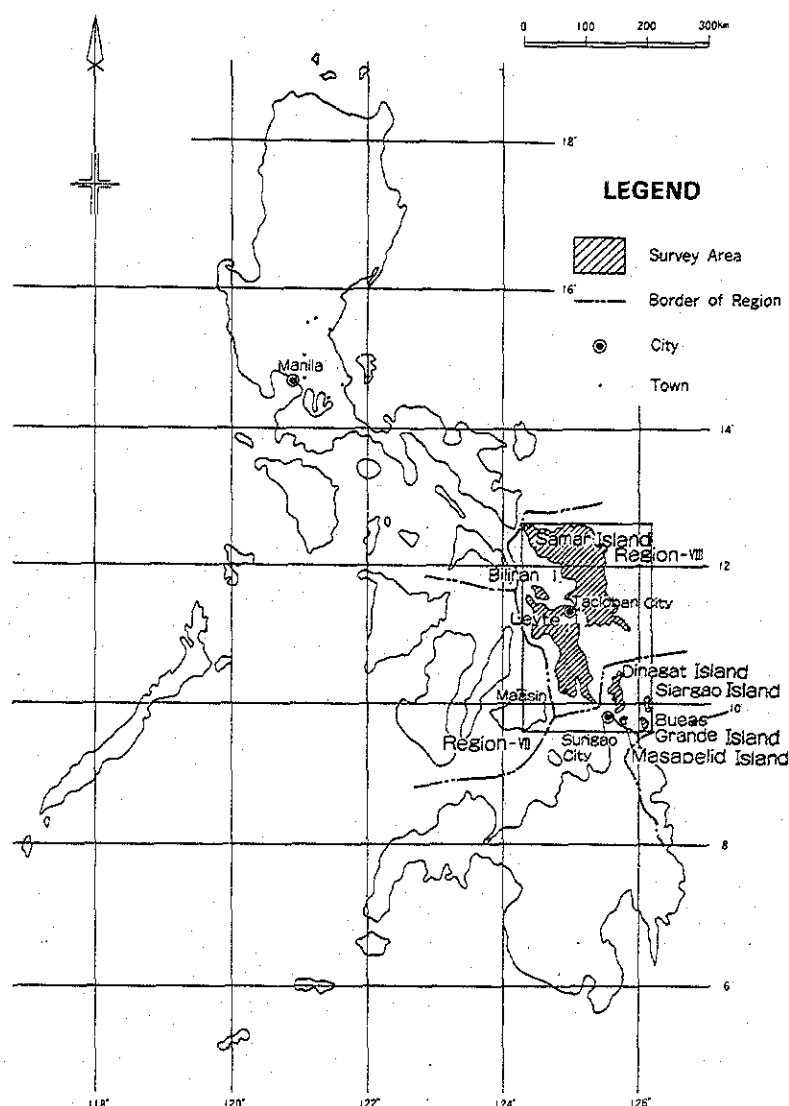 0 100 200 300km
18°
LEGEND
Survey Area
16°
Border of Region
City
Manila
Town
14°
Samar Island
Region-VIII
12
Biliran I.
Tacloban City
Leyte
Dinagat Island
Maasin
Siargao Island
10
Bucas
Region-VII
Surigao
Grande Island
City
Masapelid Island
8
6
118° 120° 122° 124° 126°